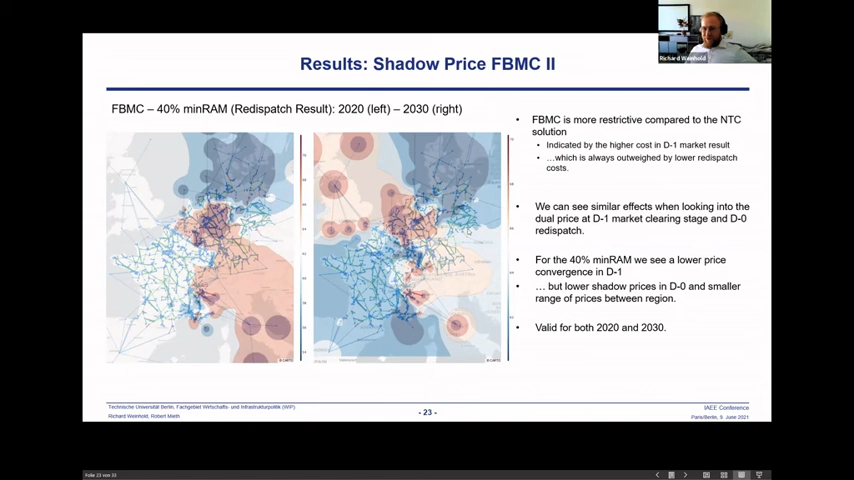 Richard Weinhold
Results: Shadow Price FBMC II
FBMC – 40% minRAM (Redispatch Result): 2020 (left) – 2030 (right)
• FBMC is more restrictive compared to the NTC
solution
• Indicated by the higher cost in D-1 market result
• …which is always outweighed by lower redispatch
costs.
• We can see similar effects when looking into the
dual price at D-1 market clearing stage and D-0
redispatch.
• For the 40% minRAM we see a lower price
convergence in D-1
• … but lower shadow prices in D-0 and smaller
range of prices between region.
• Valid for both 2020 and 2030.
© CARTO
© CARTO
Technische Universität Berlin, Fachgebiet Wirtschafts- und Infrastrukturpolitik (WIP)
Richard Weinhold, Robert Mieth
- 23 -
IAEE Conference
Paris/Berlin, 9. June 2021
Folie 23 von 33